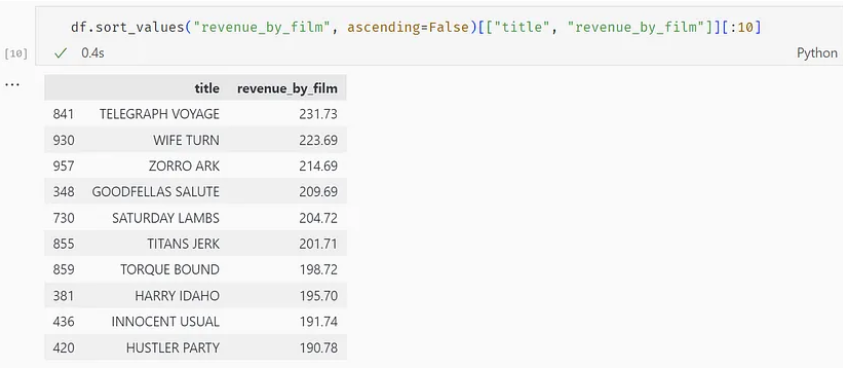 df.sort_values("revenue_by_film", ascending=False)[["title", "revenue_by_film"]][:10]
[10] ✓ 0.4s Python
...
title revenue_by_film
841 TELEGRAPH VOYAGE 231.73
930 WIFE TURN 223.69
957 ZORRO ARK 214.69
348 GOODFELLAS SALUTE 209.69
730 SATURDAY LAMBS 204.72
855 TITANS JERK 201.71
859 TORQUE BOUND 198.72
381 HARRY IDAHO 195.70
436 INNOCENT USUAL 191.74
420 HUSTLER PARTY 190.78